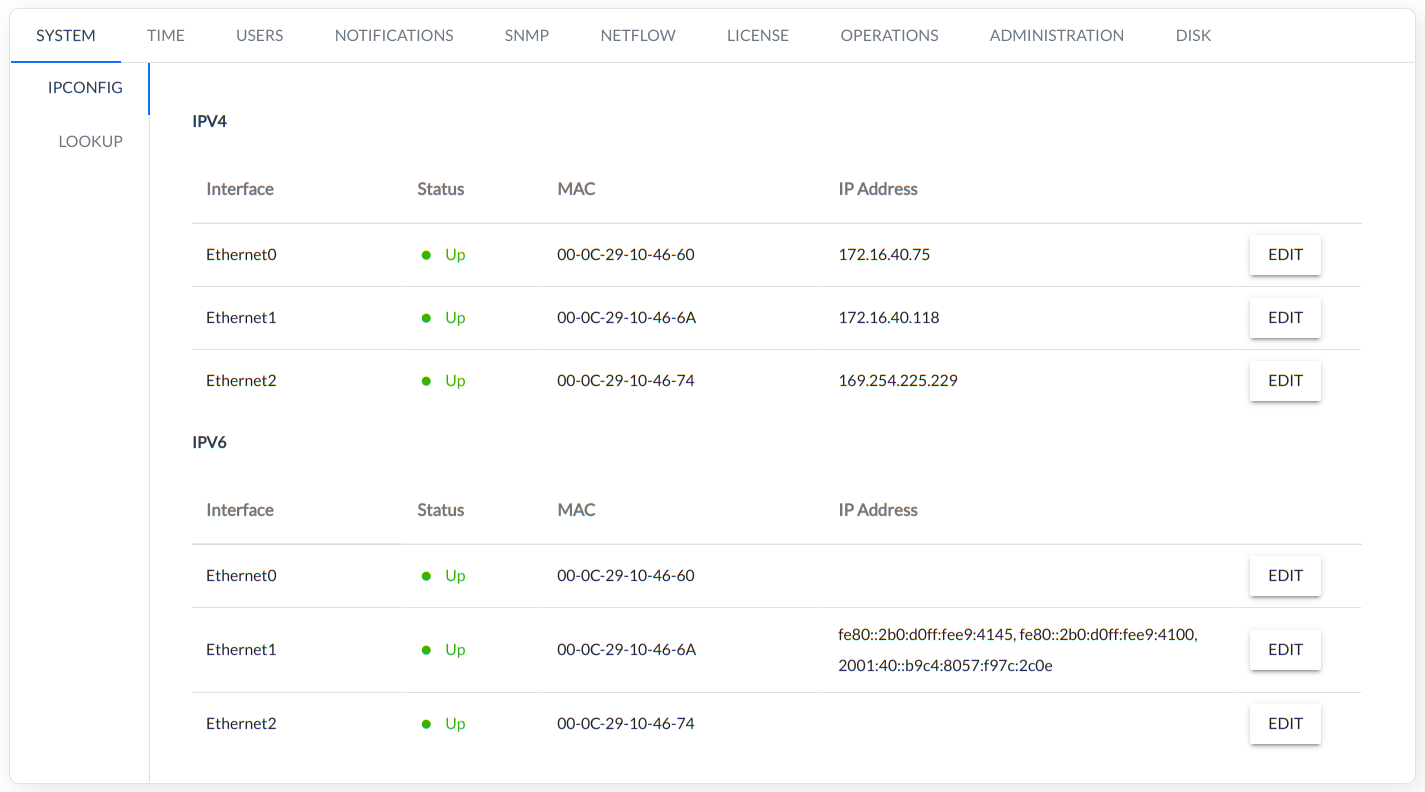 SYSTEM TIME USERS NOTIFICATIONS SNMP NETFLOW LICENSE OPERATIONS ADMINISTRATION DISK
IPCONFIG
LOOKUP
IPV4
Interface Status MAC IP Address
Ethernet0 Up 00-0C-29-10-46-60 172.16.40.75 EDIT
Ethernet1 Up 00-0C-29-10-46-6A 172.16.40.118 EDIT
Ethernet2 Up 00-0C-29-10-46-74 169.254.225.229 EDIT
IPV6
Interface Status MAC IP Address
Ethernet0 Up 00-0C-29-10-46-60 EDIT
Ethernet1 Up 00-0C-29-10-46-6A fe80::2b0:d0ff:fee9:4145, fe80::2b0:d0ff:fee9:4100,
2001:40::b9c4:8057:f97c:2c0e EDIT
Ethernet2 Up 00-0C-29-10-46-74 EDIT